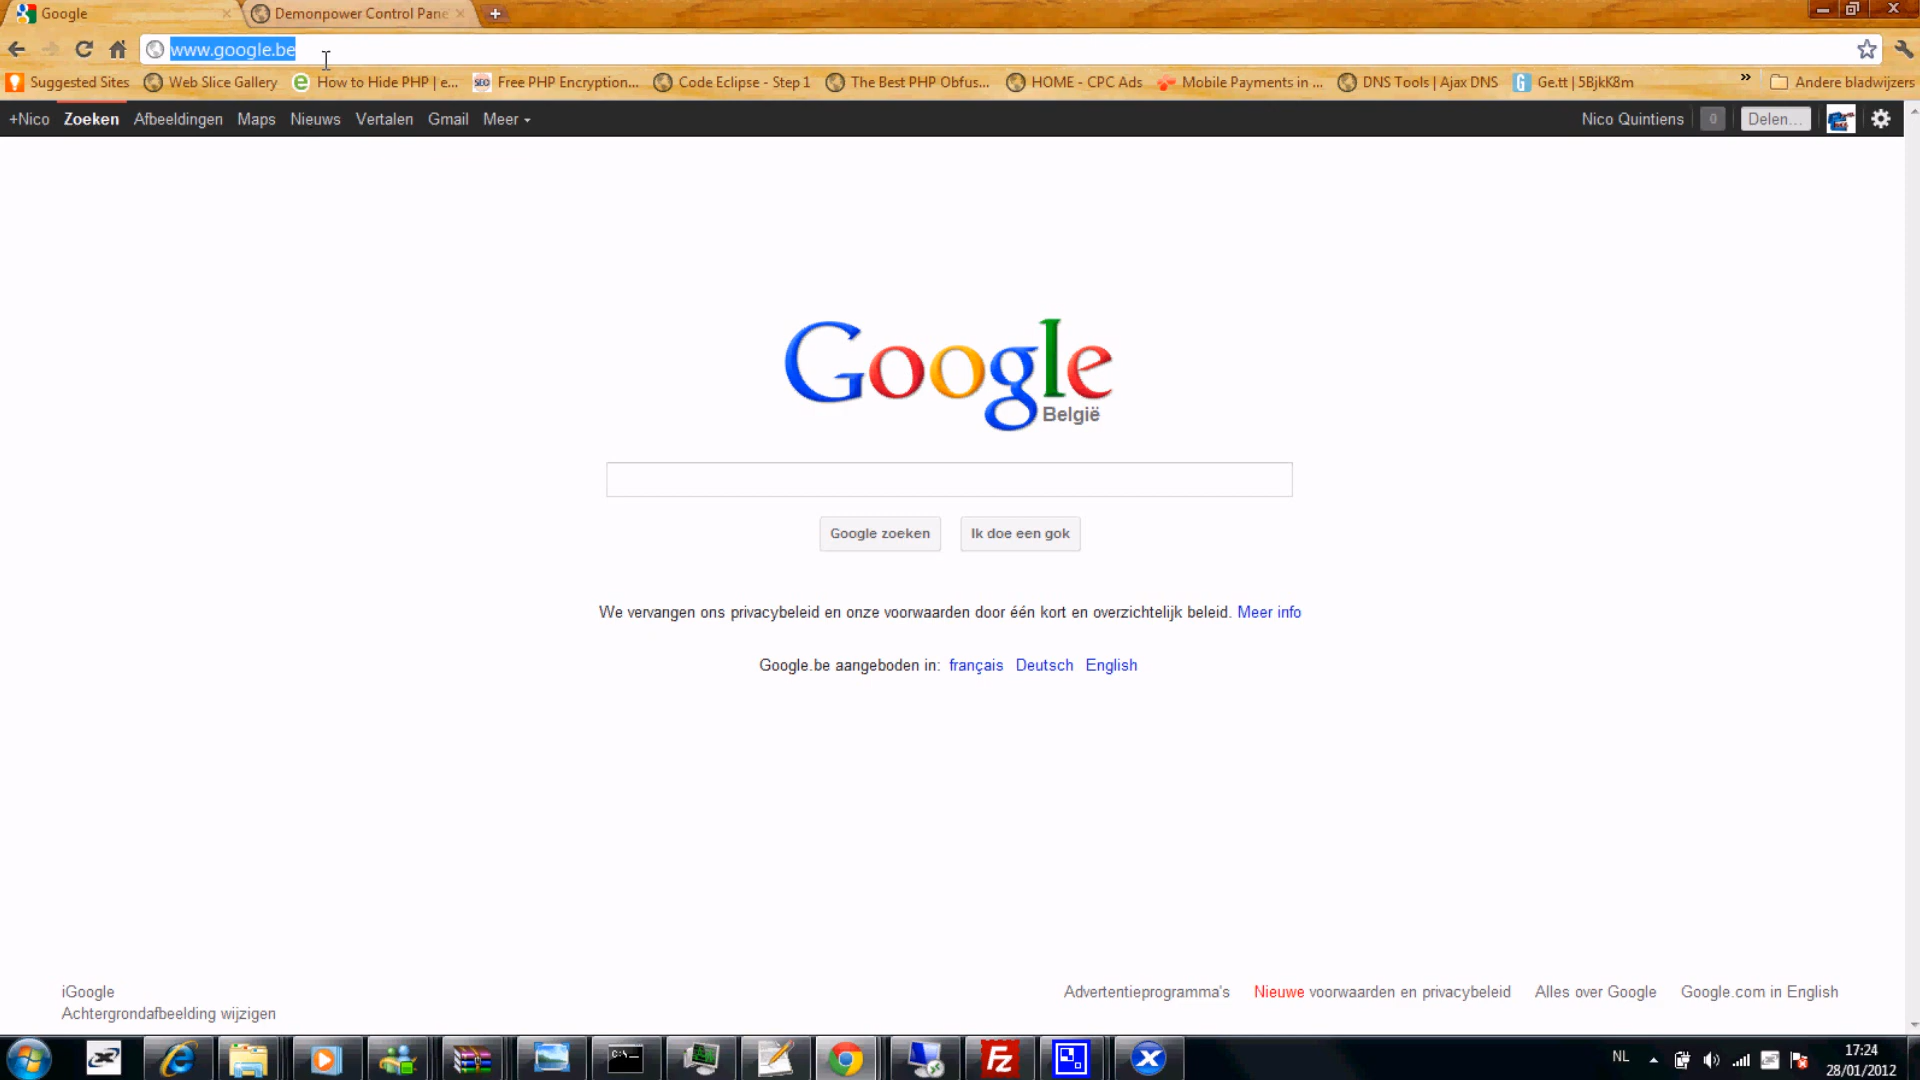 Google
Demonpower Control Pane
www.google.be
Suggested Sites
Web Slice Gallery
How to Hide PHP | e...
SEO
Free PHP Encryption...
Code Eclipse - Step 1
The Best PHP Obfus...
HOME - CPC Ads
Mobile Payments in ...
DNS Tools | Ajax DNS
Ge.tt | 5BjkK8m
»
Andere bladwijzers
+Nico
Zoeken
Afbeeldingen
Maps
Nieuws
Vertalen
Gmail
Meer
Nico Quintiens
0
Delen...
Google
België
Google zoeken
Ik doe een gok
We vervangen ons privacybeleid en onze voorwaarden door één kort en overzichtelijk beleid. Meer info
Google.be aangeboden in: français Deutsch English
iGoogle
Achtergrondafbeelding wijzigen
Advertentieprogramma's
Nieuwe voorwaarden en privacybeleid
Alles over Google
Google.com in English
NL
17:24
28/01/2012